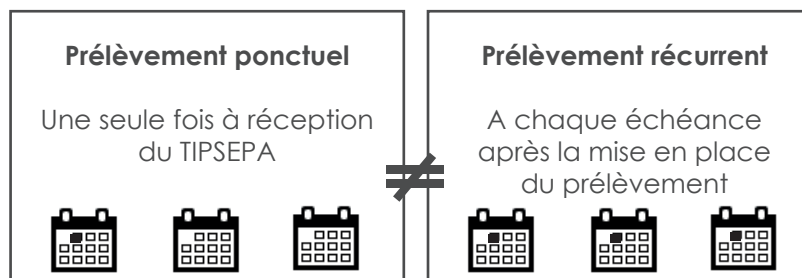 Prélèvement ponctuel
Une seule fois à réception
du TIPSEPA
≠
Prélèvement récurrent
A chaque échéance
après la mise en place
du prélèvement